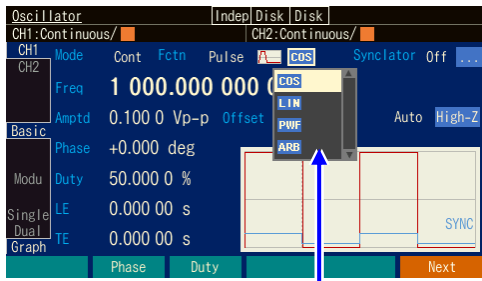 Oscillator Indep Disk Disk
CH1:Continuous/ CH2:Continuous/
CH1 Mode Cont Fctn Pulse COS Synclator Off ...
CH2
Freq 1 000.000 000
COS
LIN
PWF
ARB
Amptd 0.100 0 Vp-p Offset Auto High-Z
Basic
Phase +0.000 deg
Modu Duty 50.000 0 %
Single LE 0.000 00 s
SYNC
Dual
TE 0.000 00 s
Graph
Phase Duty Next